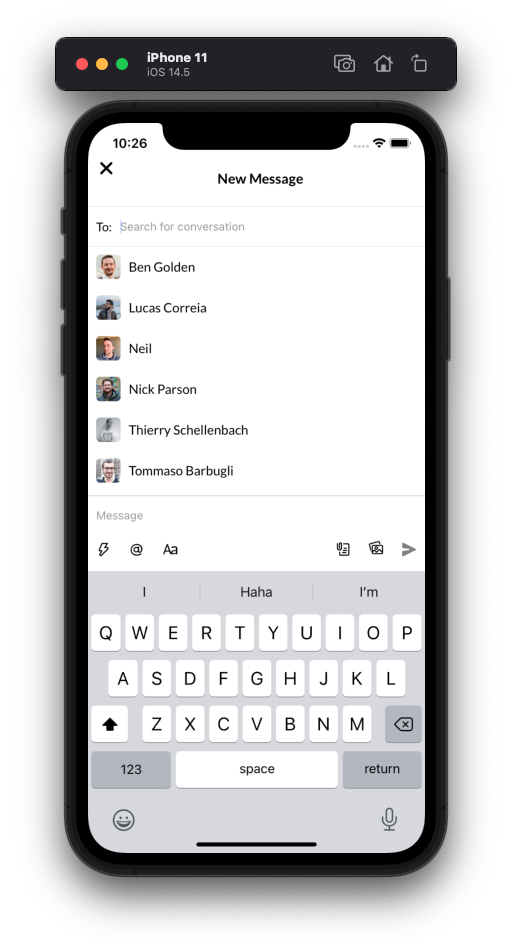 iPhone 11
iOS 14.5
10:26
New Message
To: Search for conversation
Ben Golden
Lucas Correia
Neil
Nick Parson
Thierry Schellenbach
Tommaso Barbugli
Message
@ Aa
I Haha I'm
Q W E R T Y U I O P
A S D F G H J K L
Z X C V B N M
123 space return